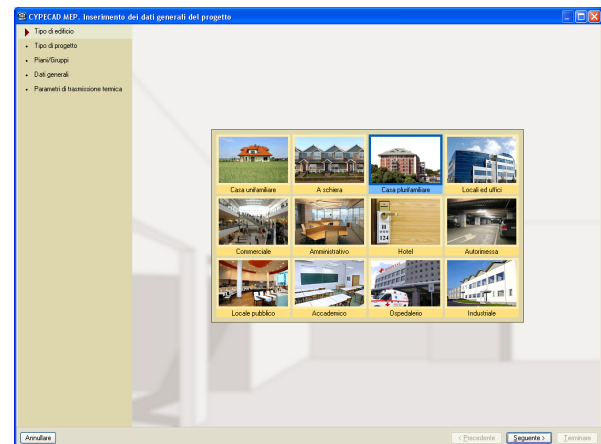 CYPECAD MEP. Inserimento dei dati generali del progetto
Tipo di edificio
Tipo di progetto
Piani/Gruppi
Dati generali
Parametri di trasmissione termica
Casa unifamiliare
A schiera
Casa plurifamiliare
Locali ed uffici
Commerciale
Amministrativo
Hotel
Autorimessa
Locale pubblico
Accademico
Ospedalerio
Industriale
Annullare
< Precedente
Seguente >
Terminare